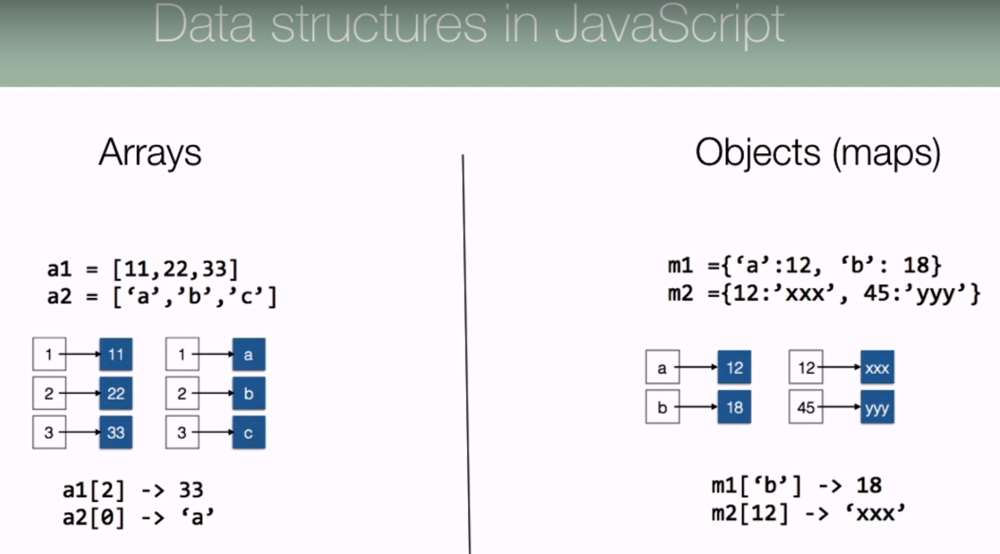 Data structures in JavaScript
Arrays
a1 = [11,22,33]
a2 = [‘a’,’b’,’c’]
1 11 1 a
2 22 2 b
3 33 3 c
a1[2] -> 33
a2[0] -> ‘a’
Objects (maps)
m1 ={‘a’:12, ‘b’: 18}
m2 ={12:’xxx’, 45:’yyy’}
a 12 12 xxx
b 18 45 yyy
m1[‘b’] -> 18
m2[12] -> ‘xxx’